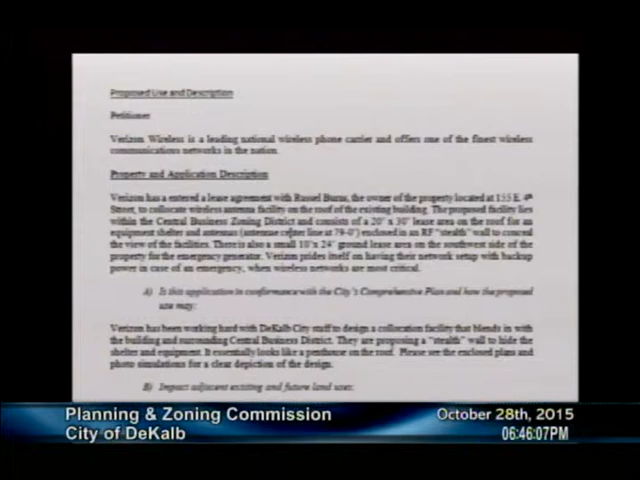 Proposed Use and Description
Petitioner
Verizon Wireless is a leading national wireless phone carrier and offers one of the finest wireless
communications networks in the nation.
Property and Application Description
Verizon has a entered a lease agreement with Russel Burns, the owner of the property located at 155 E. 4th
Street, to collocate wireless antenna facility on the roof of the existing building. The proposed facility lies
within the Central Business Zoning District and consists of a 20' x 30' lease area on the roof for an
equipment shelter and antennas (antennae center line at 79-0') enclosed in an RF "stealth" wall to conceal
the view of the facilities. There is also a small 10'x 24' ground lease area on the southwest side of the
property for the emergency generator. Verizon prides itself on having their network setup with backup
power in case of an emergency, when wireless networks are most critical.
A) Is this application in conformance with the City's Comprehensive Plan and how the proposed
use may:
Verizon has been working hard with DeKalb City staff to design a collocation facility that blends in with
the building and surrounding Central Business District. They are proposing a "stealth" wall to hide the
shelter and equipment. It essentially looks like a penthouse on the roof. Please see the enclosed plans and
photo simulations for a clear depiction of the design.
B) Impact adjacent existing and future land uses:
Planning & Zoning Commission
October 28th, 2015
City of DeKalb
06:46:07PM